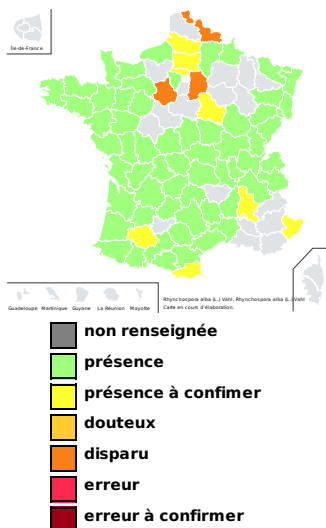 Île-de-France
Guadeloupe Martinique Guyane La Réunion Mayotte
Rhynchospora alba (L.) Vahl, Rhynchospora alba (L.) Vahl
Carte en cours d'élaboration.
non renseignée
présence
présence à confimer
douteux
disparu
erreur
erreur à confirmer